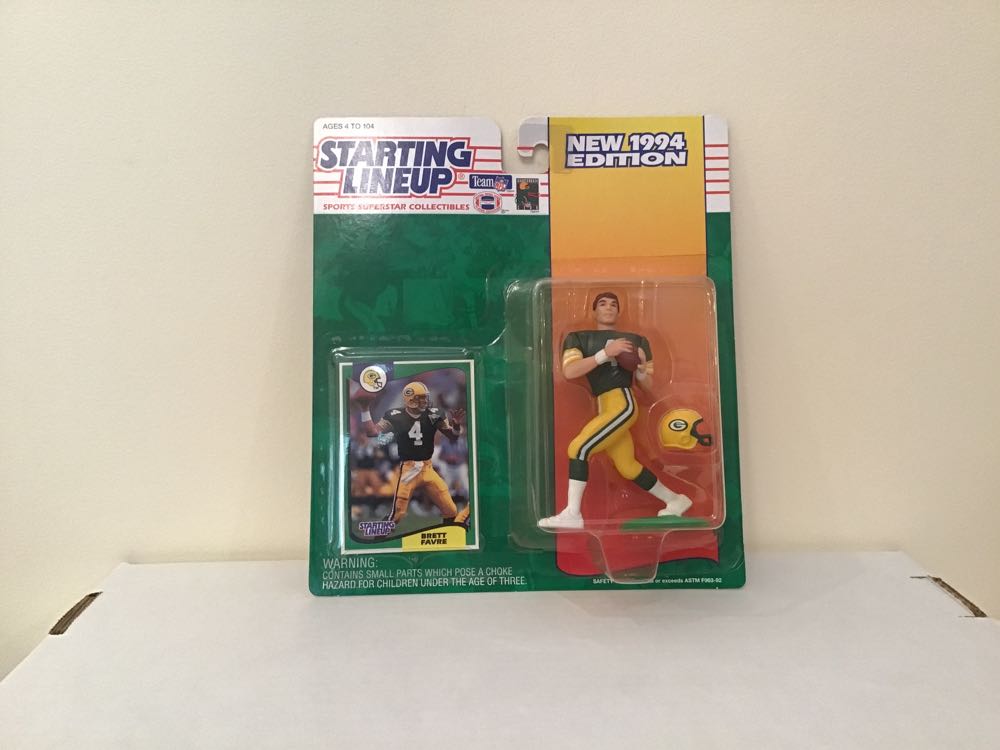 AGES 4 TO 104
STARTING
LINEUP®
SPORTS SUPERSTAR COLLECTIBLES
Team NFL
NEW 1994
EDITION
G
4
STARTING
LINEUP
BRETT
FAVRE
G
WARNING:
CONTAINS SMALL PARTS WHICH POSE A CHOKE
HAZARD FOR CHILDREN UNDER THE AGE OF THREE.
SAFETY or exceeds ASTM F963-92